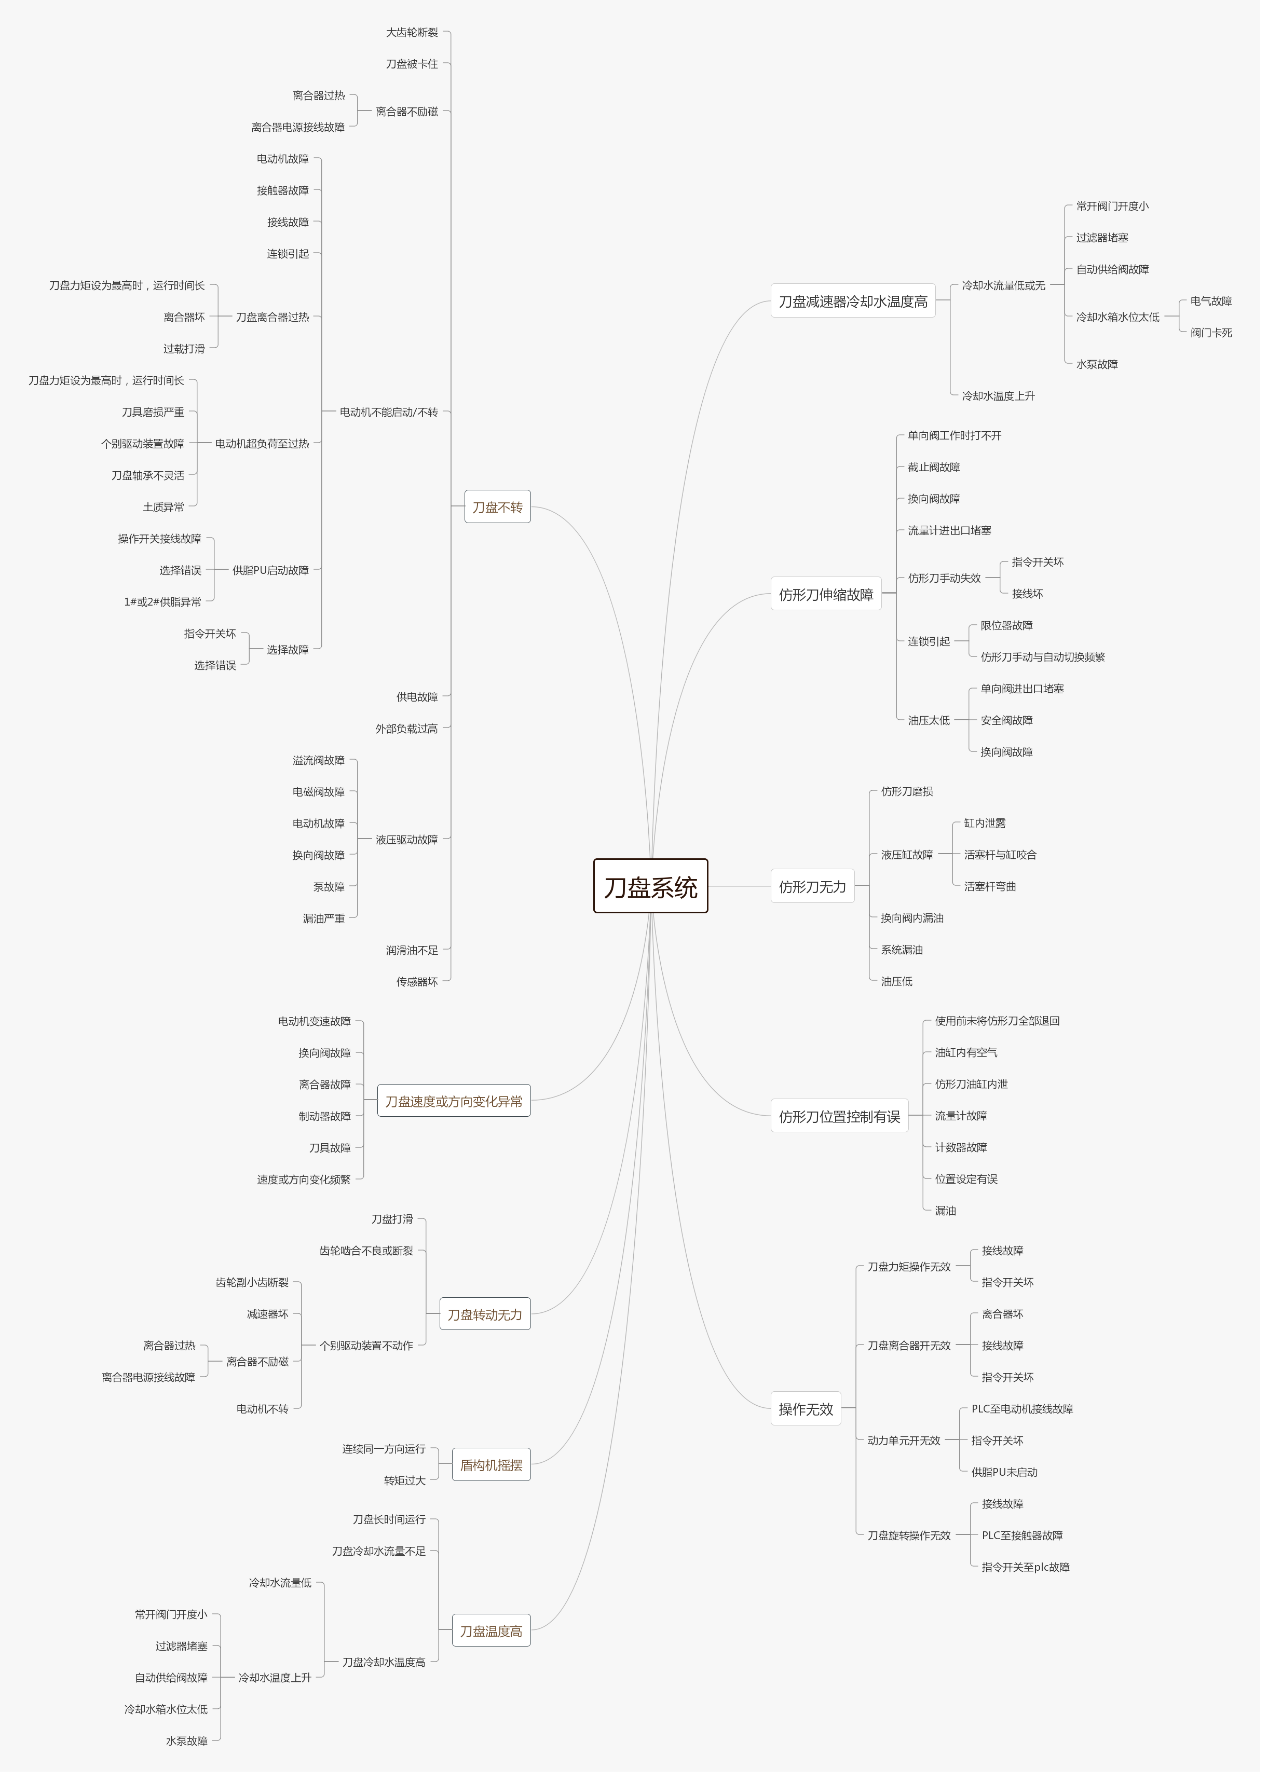 刀盘系统
刀盘减速器冷却水温度高
冷却水流量低或无
常开阀门开度小
过滤器堵塞
自动供给阀故障
冷却水箱水位太低
电气故障
阀门卡死
水泵故障
冷却水温度上升
仿形刀伸缩故障
单向阀工作时打不开
截止阀故障
换向阀故障
流量计进出口堵塞
仿形刀手动失效
指令开关坏
接线坏
连锁引起
限位器故障
仿形刀手动与自动切换频繁
油压太低
单向阀进出口堵塞
安全阀故障
换向阀故障
仿形刀无力
仿形刀磨损
液压缸故障
缸内泄露
活塞杆与缸咬合
活塞杆弯曲
换向阀内漏油
系统漏油
油压低
仿形刀位置控制有误
使用前未将仿形刀全部退回
油缸内有空气
仿形刀油缸内泄
流量计故障
计数器故障
位置设定有误
漏油
操作无效
刀盘力矩操作无效
接线故障
指令开关坏
刀盘离合器开无效
离合器坏
接线故障
指令开关坏
动力单元开无效
PLC至电动机接线故障
指令开关坏
供脂PU未启动
刀盘旋转操作无效
接线故障
PLC至接触器故障
指令开关至plc故障
刀盘不转
大齿轮断裂
刀盘被卡住
离合器不励磁
离合器过热
离合器电源接线故障
电动机不能启动/不转
电动机故障
接触器故障
接线故障
连锁引起
刀盘离合器过热
刀盘力矩设为最高时，运行时间长
离合器坏
过载打滑
电动机超负荷至过热
刀盘力矩设为最高时，运行时间长
刀具磨损严重
个别驱动装置故障
刀盘轴承不灵活
土质异常
供脂PU启动故障
操作开关接线故障
选择错误
1#或2#供脂异常
选择故障
指令开关坏
选择错误
供电故障
外部负载过高
液压驱动故障
溢流阀故障
电磁阀故障
电动机故障
换向阀故障
泵故障
漏油严重
润滑油不足
传感器坏
刀盘速度或方向变化异常
电动机变速故障
换向阀故障
离合器故障
制动器故障
刀具故障
速度或方向变化频繁
刀盘转动无力
刀盘打滑
齿轮啮合不良或断裂
个别驱动装置不动作
齿轮副小齿断裂
减速器坏
离合器不励磁
离合器过热
离合器电源接线故障
电动机不转
盾构机摇摆
连续同一方向运行
转矩过大
刀盘温度高
刀盘长时间运行
刀盘冷却水流量不足
刀盘冷却水温度高
冷却水流量低
冷却水温度上升
常开阀门开度小
过滤器堵塞
自动供给阀故障
冷却水箱水位太低
水泵故障